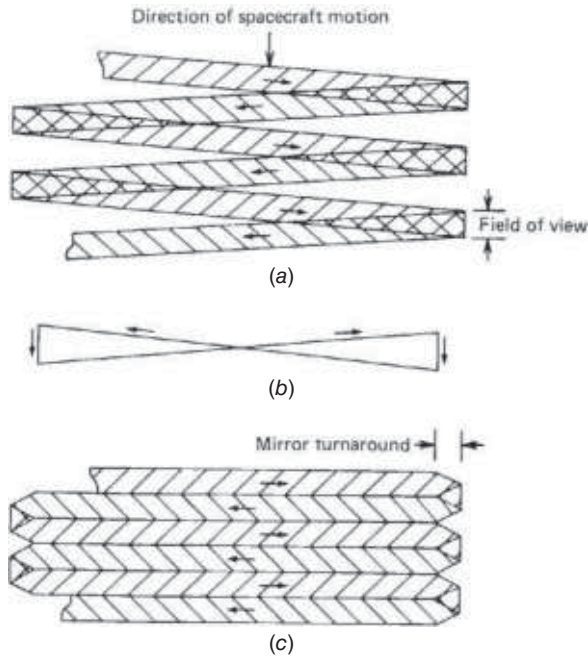 Direction of spacecraft motion
Field of view
(a)
(b)
Mirror turnaround
(c)